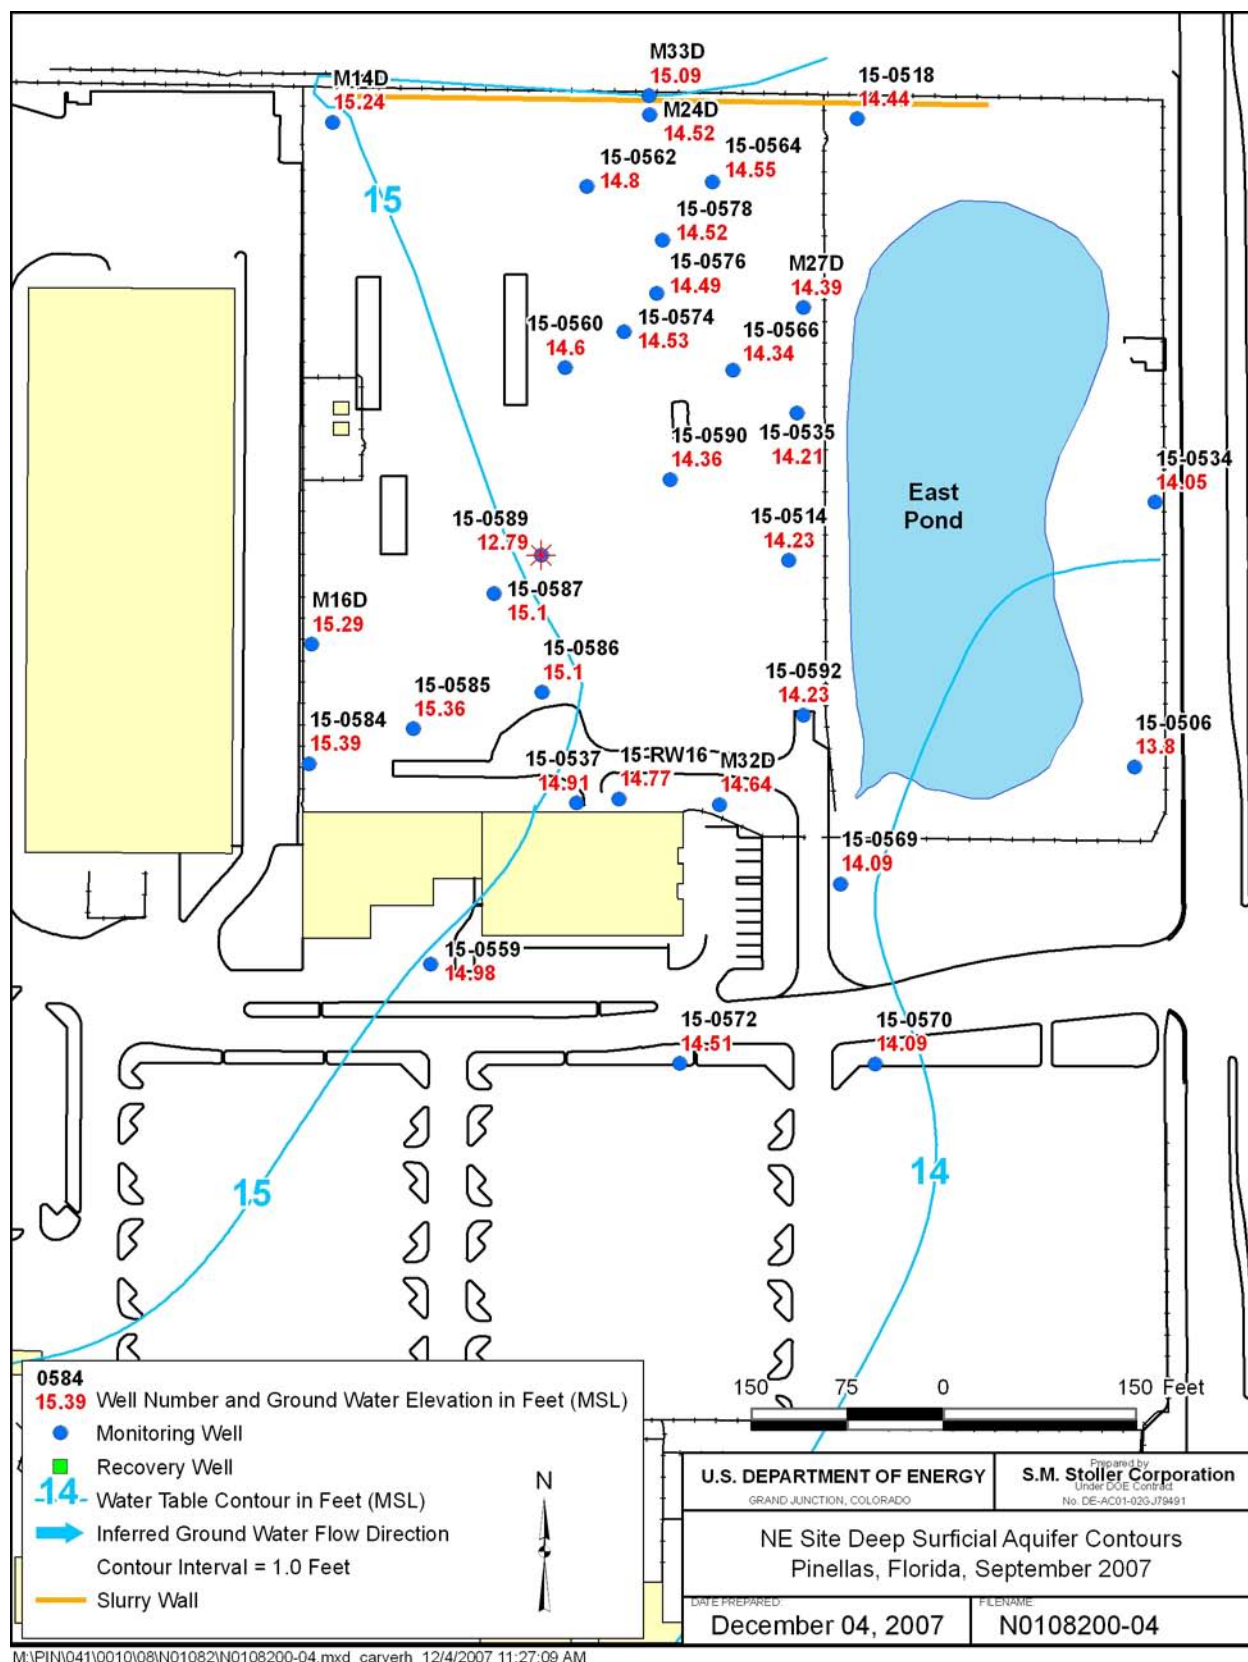 M33D
15.09
M14D
15.24
15-0518
14.44
M24D
14.52
15-0562
14.8
15-0564
14.55
15
15-0578
14.52
15-0576
14.49
M27D
14.39
15-0560
14.6
15-0574
14.53
15-0566
14.34
15-0590
14.36
15-0535
14.21
15-0534
14.05
East
Pond
15-0589
12.79
15-0514
14.23
15-0587
15.1
M16D
15.29
15-0586
15.1
15-0585
15.36
15-0592
14.23
15-0584
15.39
15-0506
13.8
15-0537
14.91
15-RW16
14.77
M32D
14.64
15-0569
14.09
15-0559
14.98
15-0572
14.51
15-0570
14.09
14
15
0584
15.39 Well Number and Ground Water Elevation in Feet (MSL)
Monitoring Well
Recovery Well
14 Water Table Contour in Feet (MSL)
Inferred Ground Water Flow Direction
Contour Interval = 1.0 Feet
Slurry Wall
N
150 75 0 150 Feet
U.S. DEPARTMENT OF ENERGY
GRAND JUNCTION, COLORADO
Prepared by
S.M. Stoller Corporation
Under DOE Contract
No. DE-AC01-02GJ79491
NE Site Deep Surficial Aquifer Contours
Pinellas, Florida, September 2007
DATE PREPARED:
December 04, 2007
FILENAME:
N0108200-04
M:\PIN\041\0010\08\N01082\N0108200-04.mxd carverh 12/4/2007 11:27:09 AM